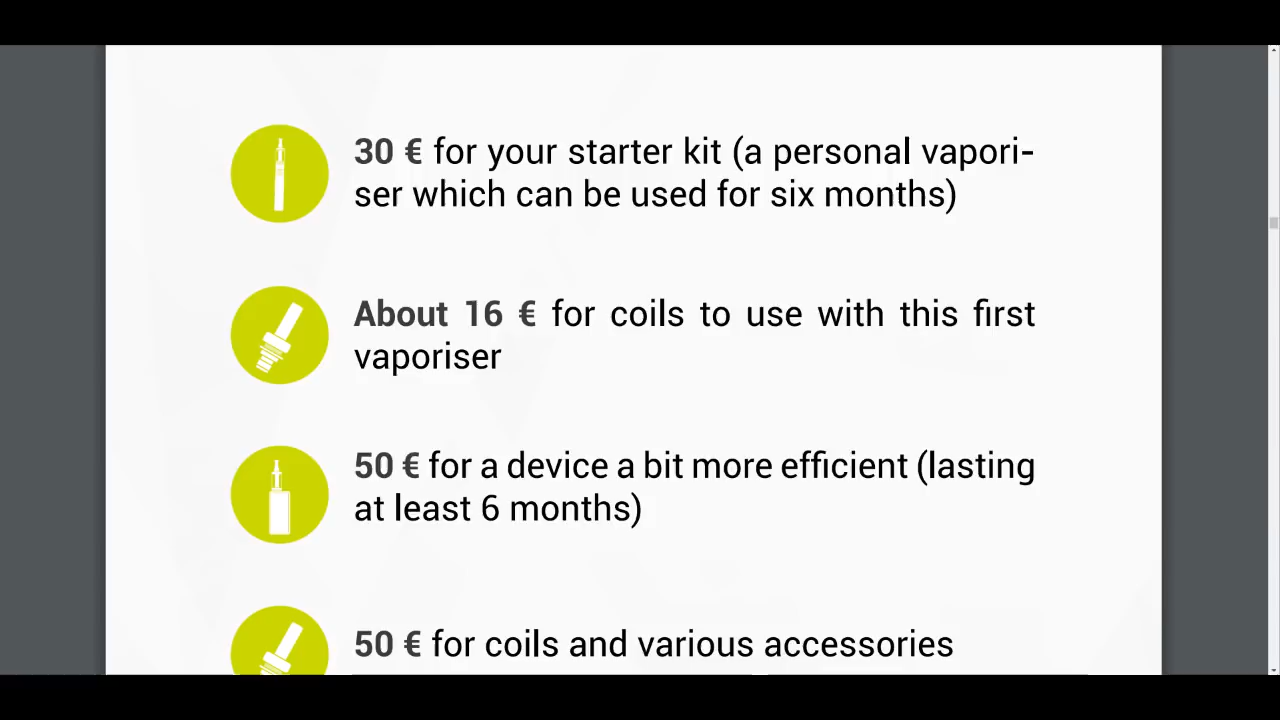 30 € for your starter kit (a personal vapori-
ser which can be used for six months)
About 16 € for coils to use with this first
vaporiser
50 € for a device a bit more efficient (lasting
at least 6 months)
50 € for coils and various accessories